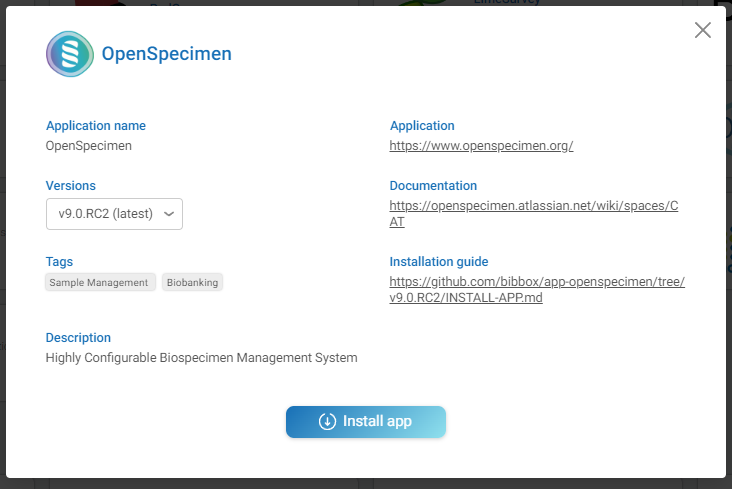 OpenSpecimen
Application name
OpenSpecimen
Application
https://www.openspecimen.org/
Versions
v9.0.RC2 (latest)
Documentation
https://openspecimen.atlassian.net/wiki/spaces/C
AT
Tags
Sample Management
Biobanking
Installation guide
https://github.com/bibbox/app-openspecimen/tree/
v9.0.RC2/INSTALL-APP.md
Description
Highly Configurable Biospecimen Management System
Install app